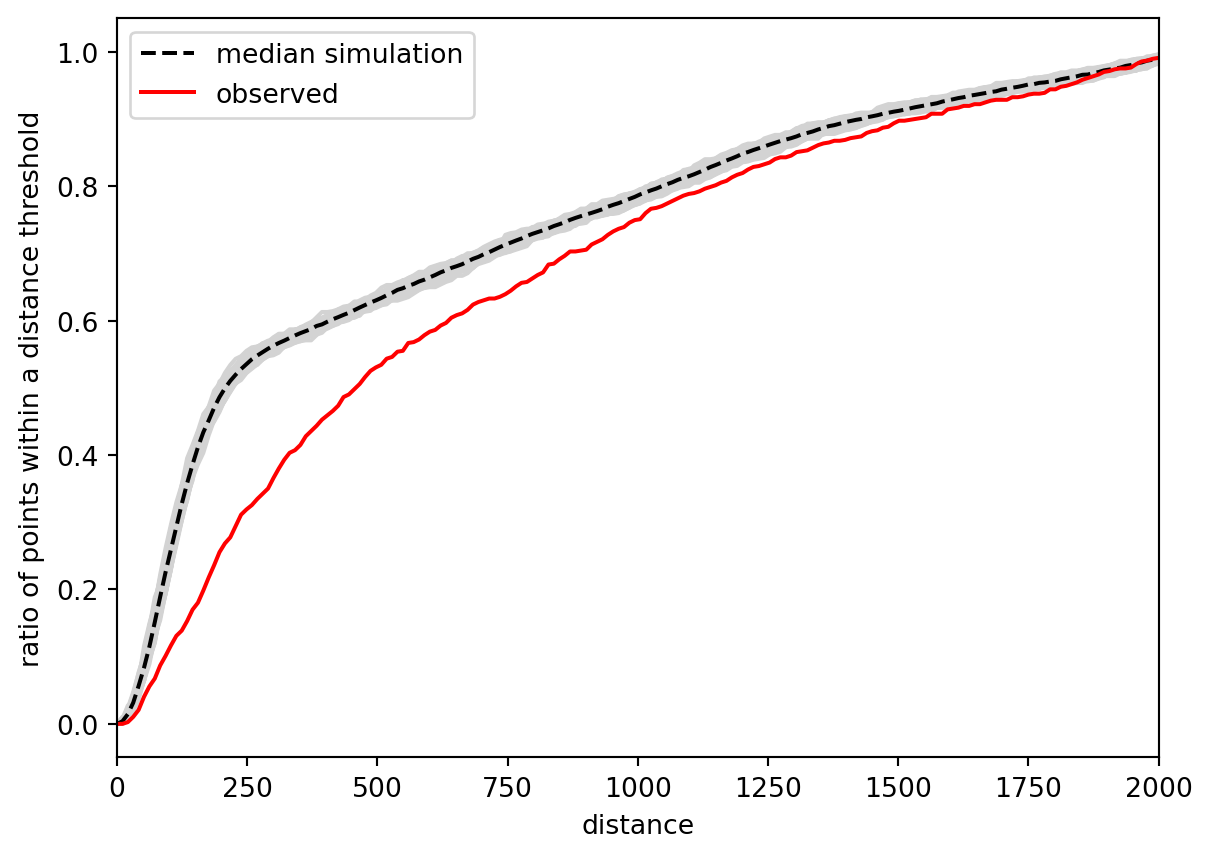 median simulation
observed
ratio of points within a distance threshold
1.0
0.8
0.6
0.4
0.2
0.0
0 250 500 750 1000 1250 1500 1750 2000
distance